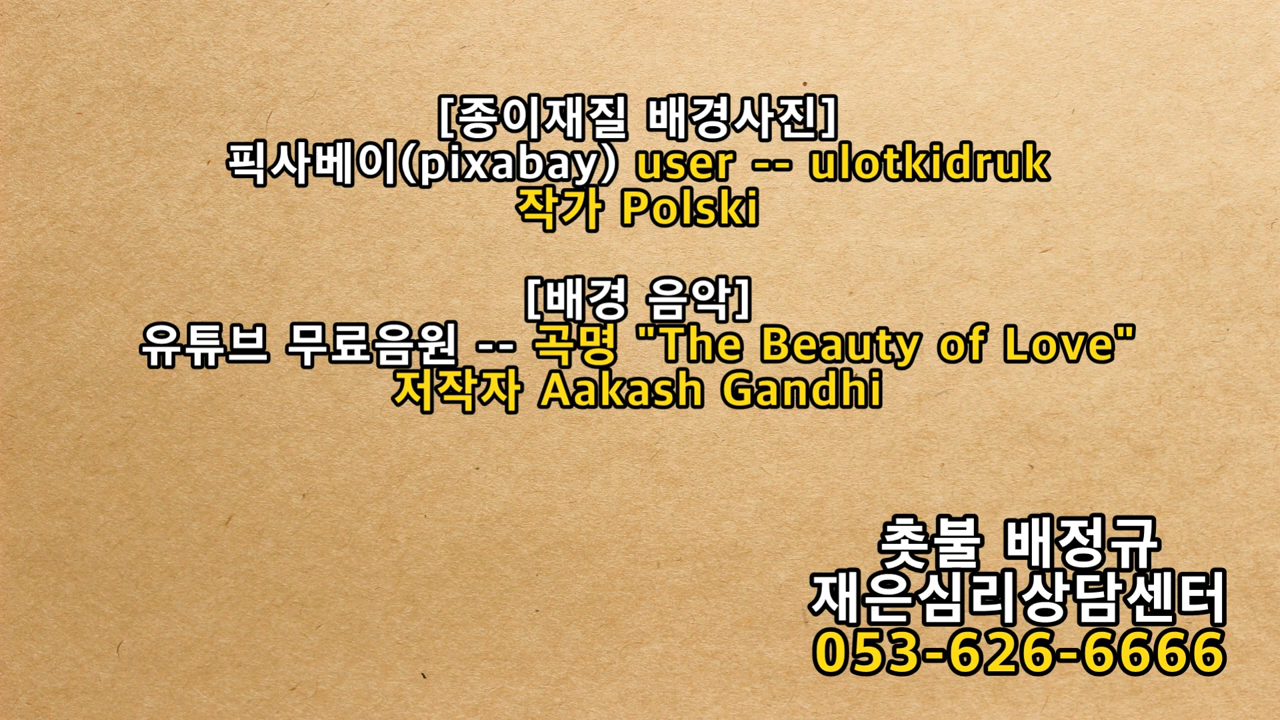 [종이재질 배경사진]
픽사베이(pixabay) user -- ulotkidruk
작가 Polski
[배경 음악]
유튜브 무료음원 -- 곡명 "The Beauty of Love"
저작자 Aakash Gandhi
촛불 배정규
재은심리상담센터
053-626-6666